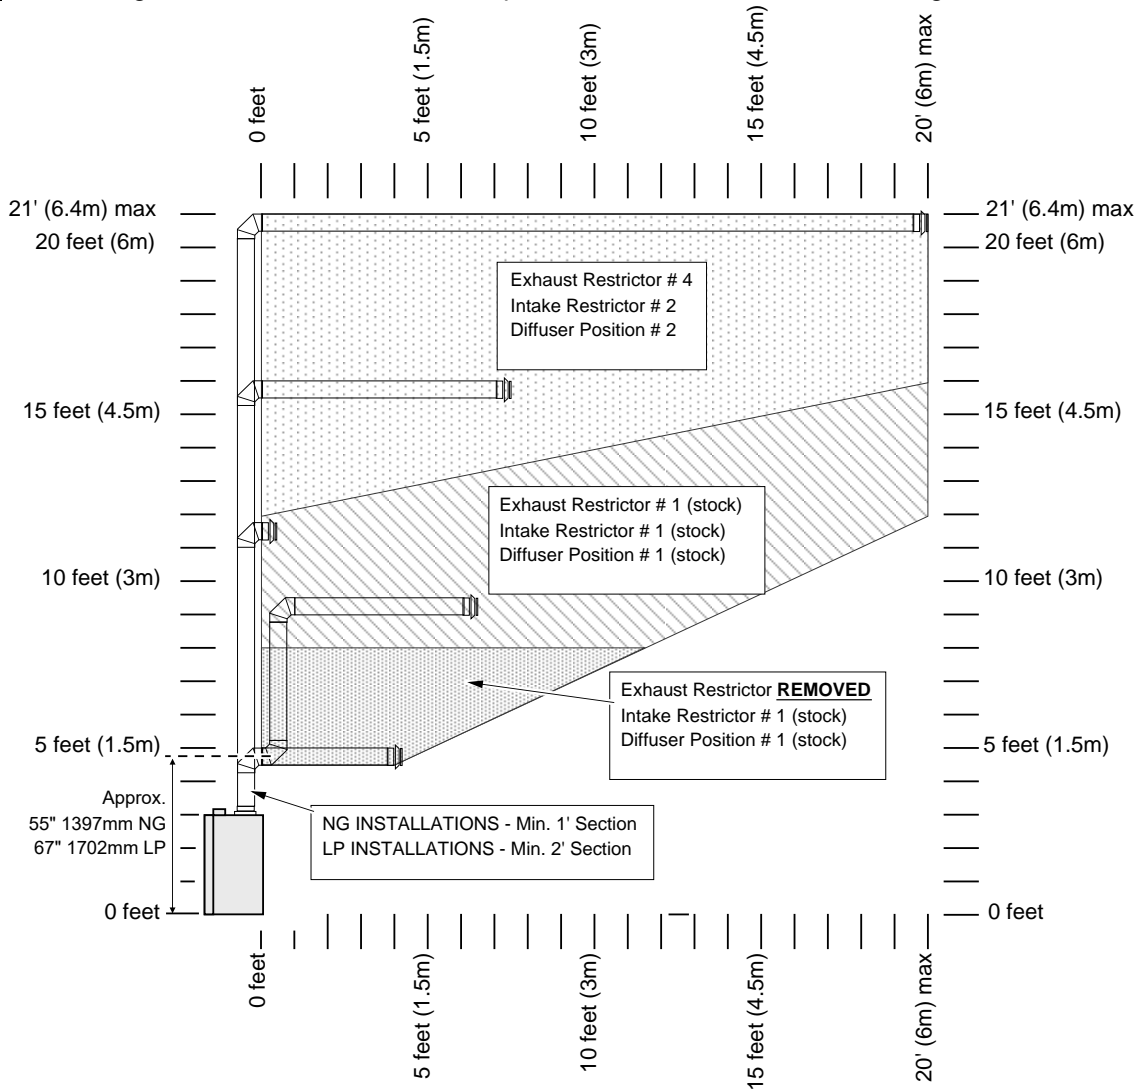 0 feet
5 feet (1.5m)
10 feet (3m)
15 feet (4.5m)
20' (6m) max
21' (6.4m) max
20 feet (6m)
15 feet (4.5m)
10 feet (3m)
5 feet (1.5m)
Approx.
55" 1397mm NG
67" 1702mm LP
0 feet
Exhaust Restrictor # 4
Intake Restrictor # 2
Diffuser Position # 2
Exhaust Restrictor # 1 (stock)
Intake Restrictor # 1 (stock)
Diffuser Position # 1 (stock)
Exhaust Restrictor REMOVED
Intake Restrictor # 1 (stock)
Diffuser Position # 1 (stock)
NG INSTALLATIONS - Min. 1' Section
LP INSTALLATIONS - Min. 2' Section
21' (6.4m) max
20 feet (6m)
15 feet (4.5m)
10 feet (3m)
5 feet (1.5m)
0 feet
0 feet
5 feet (1.5m)
10 feet (3m)
15 feet (4.5m)
20' (6m) max